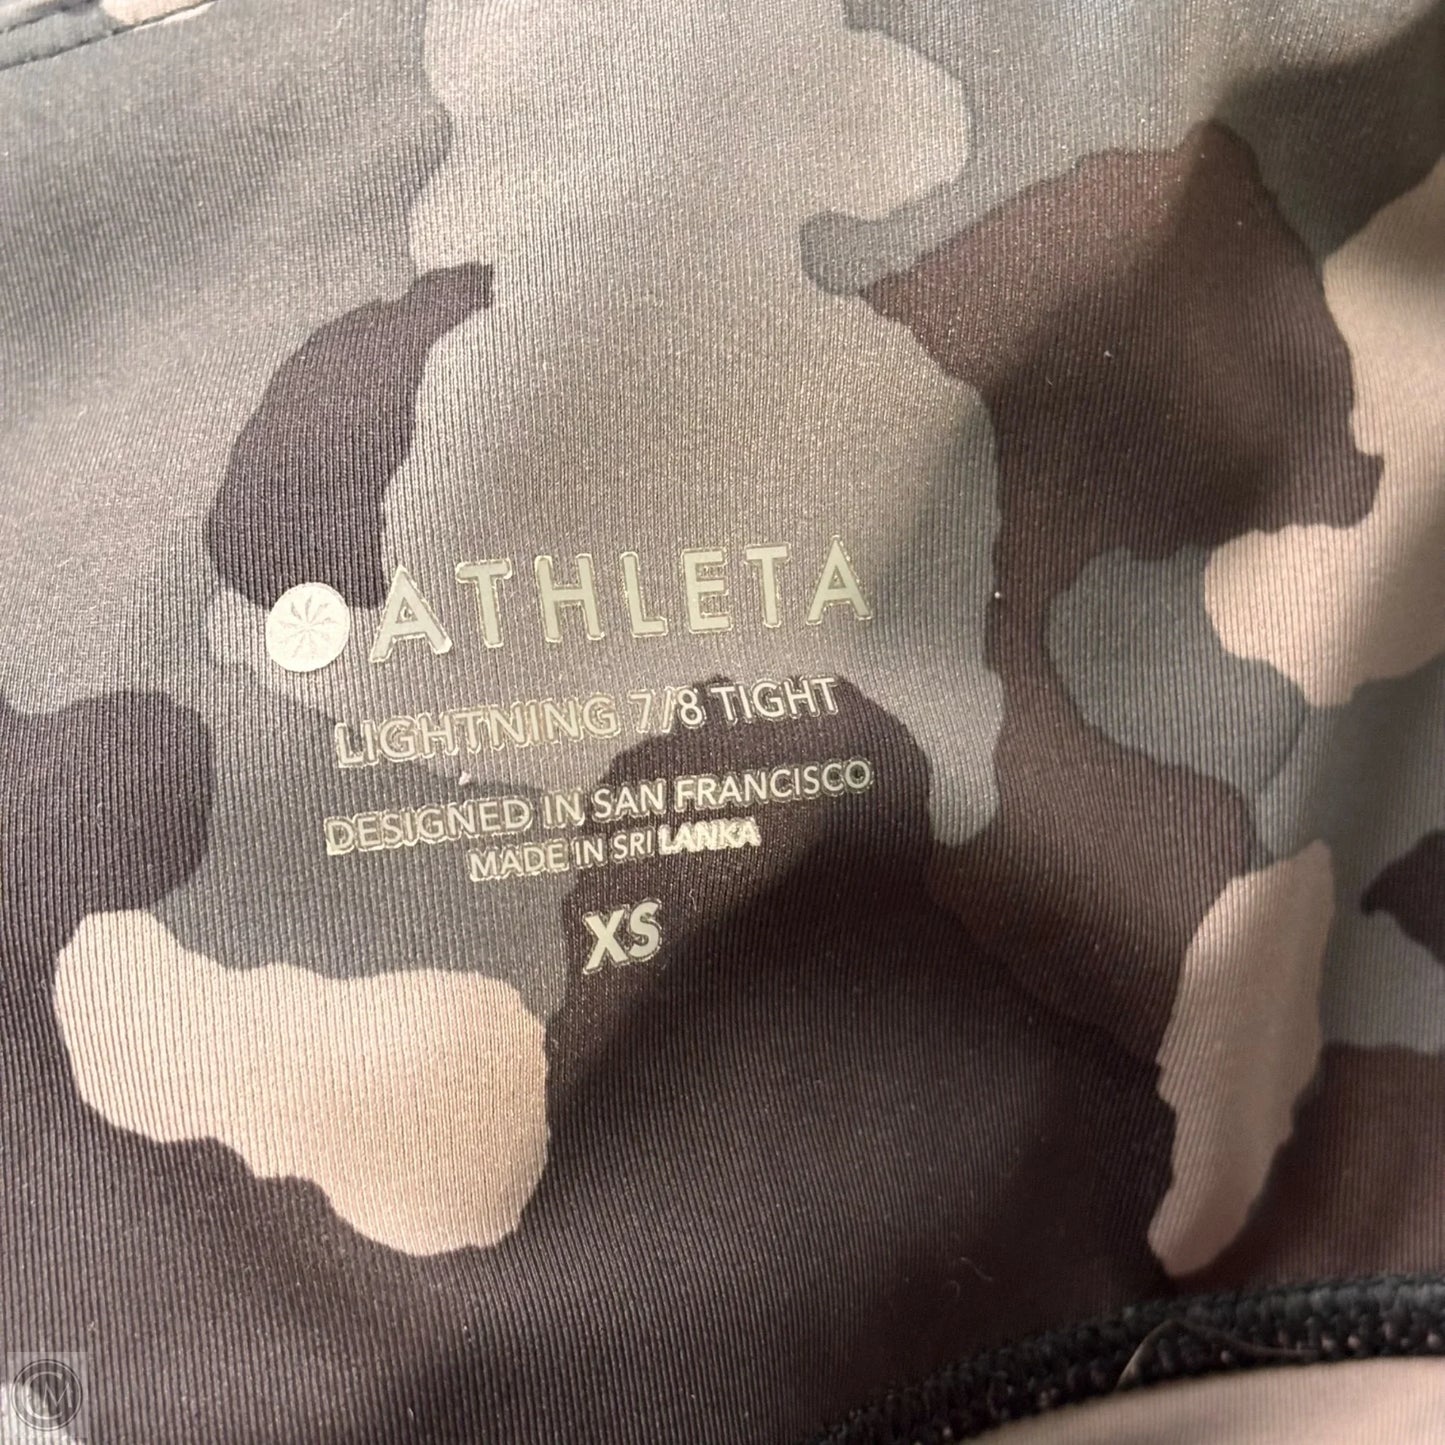 ATHLETA
LIGHTNING 7/8 TIGHT
DESIGNED IN SAN FRANCISCO
MADE IN SRI LANKA
XS